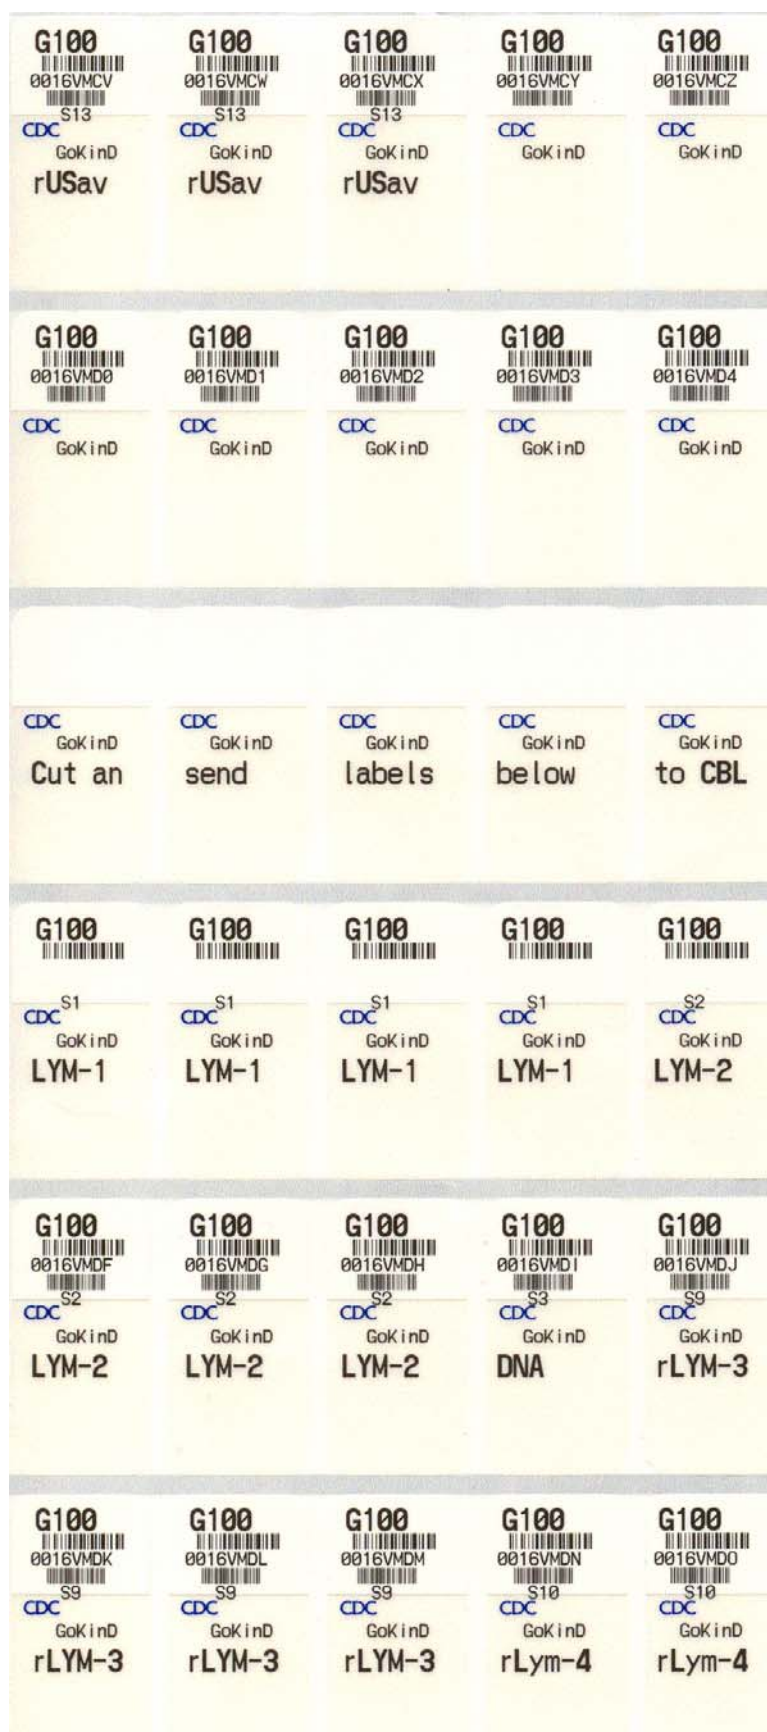 G100 G100 G100 G100 G100
0016VMCV 0016VMCW 0016VMCX 0016VMCY 0016VMCZ
S13 S13 S13
CDC CDC CDC CDC CDC
GoKinD GoKinD GoKinD GoKinD GoKinD
rUSav rUSav rUSav
G100 G100 G100 G100 G100
0016VMD0 0016VMD1 0016VMD2 0016VMD3 0016VMD4
CDC CDC CDC CDC CDC
GoKinD GoKinD GoKinD GoKinD GoKinD
CDC CDC CDC CDC CDC
GoKinD GoKinD GoKinD GoKinD GoKinD
Cut an send labels below to CBL
G100 G100 G100 G100 G100
S1 S1 S1 S1 S2
CDC CDC CDC CDC CDC
GoKinD GoKinD GoKinD GoKinD GoKinD
LYM-1 LYM-1 LYM-1 LYM-1 LYM-2
G100 G100 G100 G100 G100
0016VMDF 0016VMDG 0016VMDH 0016VMDI 0016VMDJ
S2 S2 S2 S3 S9
CDC CDC CDC CDC CDC
GoKinD GoKinD GoKinD GoKinD GoKinD
LYM-2 LYM-2 LYM-2 DNA rLYM-3
G100 G100 G100 G100 G100
0016VMDK 0016VMDL 0016VMDM 0016VMDN 0016VMDO
S9 S9 S9 S10 S10
CDC CDC CDC CDC CDC
GoKinD GoKinD GoKinD GoKinD GoKinD
rLYM-3 rLYM-3 rLYM-3 rLym-4 rLym-4